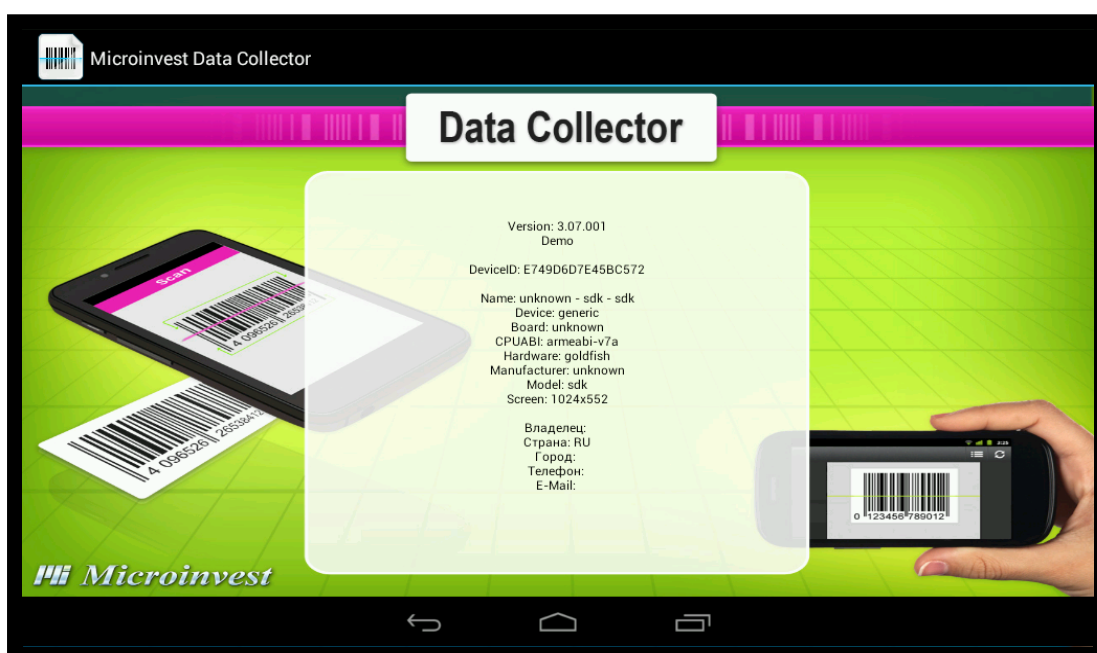 Microinvest Data Collector
Data Collector
Version: 3.07.001
Demo
DeviceID: E749D6D7E45BC572
Name: unknown - sdk - sdk
Device: generic
Board: unknown
CPUABI: armeabi-v7a
Hardware: goldfish
Manufacturer: unknown
Model: sdk
Screen: 1024x552
Владелец:
Страна: RU
Город:
Телефон:
E-Mail:
Scan
4 096526
4 096526
0 123456 789012
Microinvest